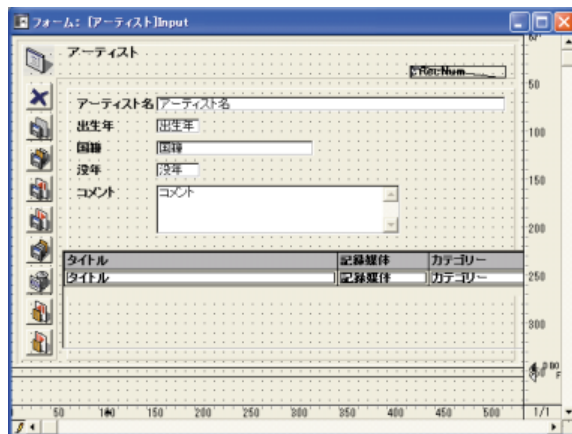 フォーム: [アーティスト]Input
アーティスト
アーティスト名 アーティスト名
出生年 出生年
国籍 国籍
没年 没年
コメント コメント
タイトル 記録媒体 カテゴリー
タイトル 記録媒体 カテゴリー
50
100
150
200
250
300
50 100 150 200 250 300 350 400 450 500 1/1